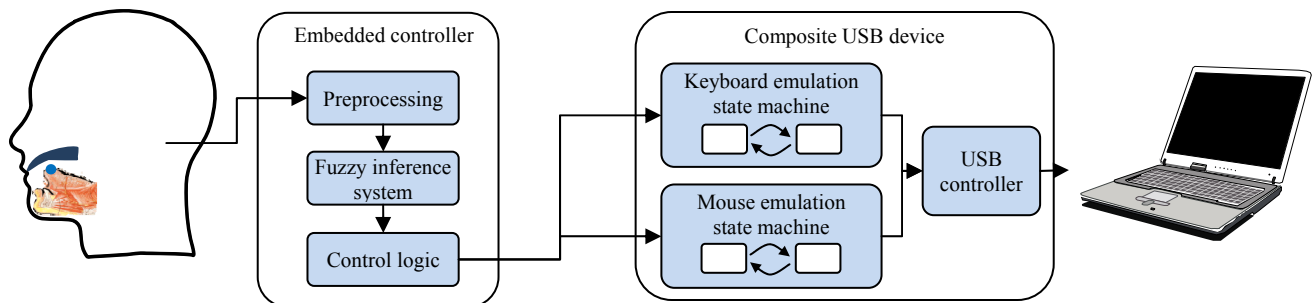 Embedded controller
Preprocessing
Fuzzy inference
system
Control logic
Composite USB device
Keyboard emulation
state machine
Mouse emulation
state machine
USB
controller